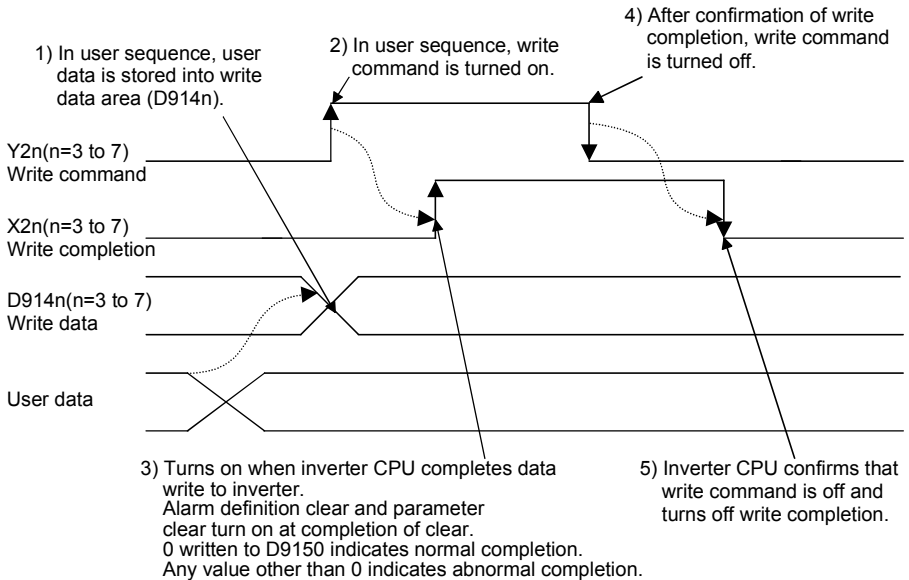 1) In user sequence, user
data is stored into write
data area (D914n).
2) In user sequence, write
command is turned on.
4) After confirmation of write
completion, write command
is turned off.
Y2n(n=3 to 7)
Write command
X2n(n=3 to 7)
Write completion
D914n(n=3 to 7)
Write data
User data
3) Turns on when inverter CPU completes data
write to inverter.
Alarm definition clear and parameter
clear turn on at completion of clear.
0 written to D9150 indicates normal completion.
Any value other than 0 indicates abnormal completion.
5) Inverter CPU confirms that
write command is off and
turns off write completion.